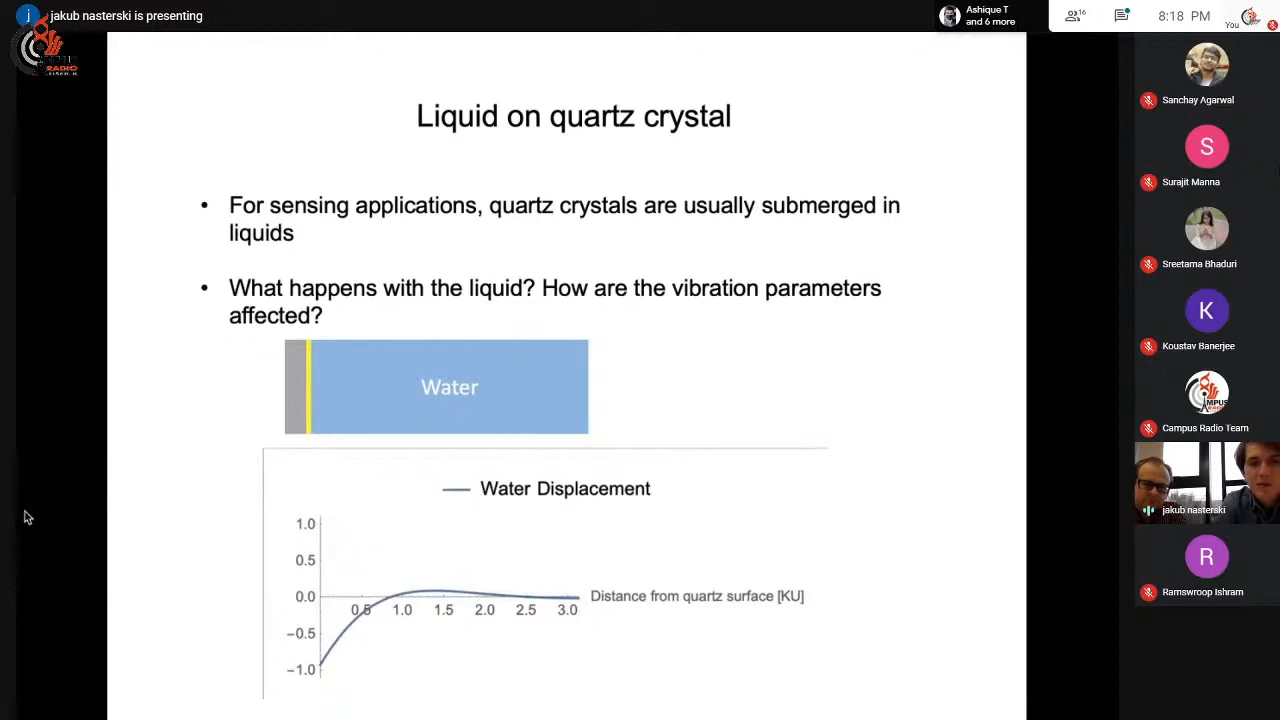 jakub nasterski is presenting
Ashique T
and 6 more
16
8:18 PM
You
RADIO
Liquid on quartz crystal
• For sensing applications, quartz crystals are usually submerged in
liquids
• What happens with the liquid? How are the vibration parameters
affected?
Water
Water Displacement
1.0
0.5
0.0
−0.5
−1.0
0.5 1.0 1.5 2.0 2.5 3.0
Distance from quartz surface [KU]
Sanchay Agarwal
S
Surajit Manna
Sreetama Bhaduri
K
Koustav Banerjee
AMPUS
RADIO
Campus Radio Team
jakub nasterski
R
Ramswroop Ishram